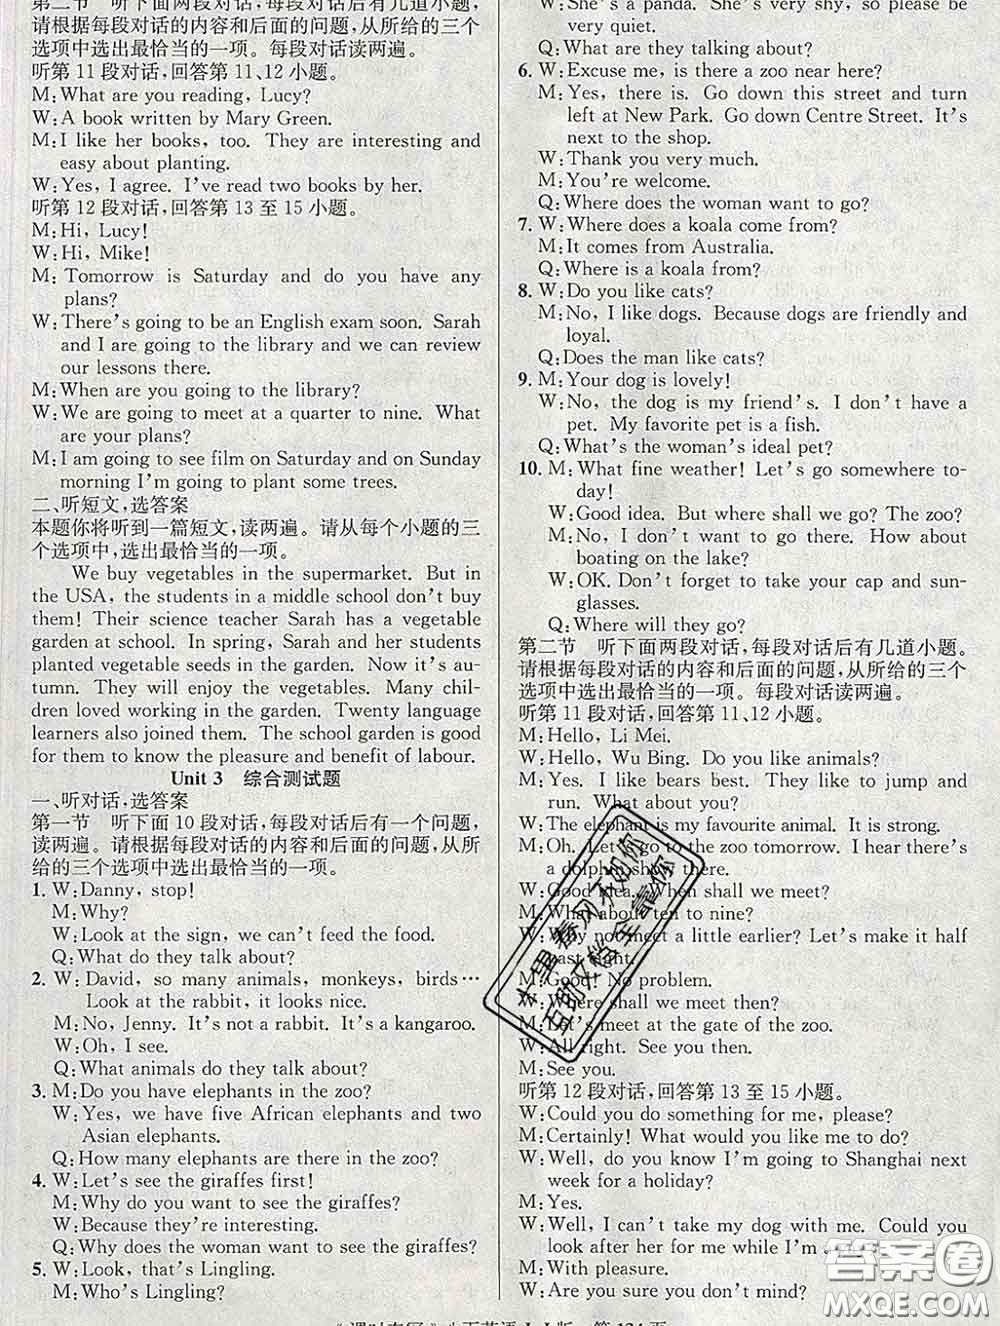 第二节　听下面两段对话,每段对话后有几道小题,
请根据每段对话的内容和后面的问题,从所给的三个
选项中选出最恰当的一项。每段对话读两遍。
听第11段对话,回答第11、12小题。
M:What are you reading, Lucy?
W:A book written by Mary Green.
M:I like her books, too. They are interesting and
easy about planting.
W:Yes, I agree. I've read two books by her.
听第12段对话,回答第13至15小题。
M:Hi, Lucy!
W:Hi, Mike!
M:Tomorrow is Saturday and do you have any
plans?
W:There's going to be an English exam soon. Sarah
and I are going to the library and we can review
our lessons there.
M:When are you going to the library?
W:We are going to meet at a quarter to nine. What
are your plans?
M:I am going to see film on Saturday and on Sunday
morning I'm going to plant some trees.
二、听短文,选答案
本题你将听到一篇短文,读两遍。请从每个小题的三
个选项中,选出最恰当的一项。
We buy vegetables in the supermarket. But in
the USA, the students in a middle school don't buy
them! Their science teacher Sarah has a vegetable
garden at school. In spring, Sarah and her students
planted vegetable seeds in the garden. Now it's au-
tumn. They will enjoy the vegetables. Many chil-
dren loved working in the garden. Twenty language
learners also joined them. The school garden is good
for them to know the pleasure and benefit of labour.
Unit 3　综合测试题
一、听对话,选答案
第一节　听下面10段对话,每段对话后有一个问题,
读两遍。请根据每段对话的内容和后面的问题,从所
给的三个选项中选出最恰当的一项。
1. W:Danny, stop!
M:Why?
W:Look at the sign, we can't feed the food.
Q:What do they talk about?
2. W:David, so many animals, monkeys, birds…
Look at the rabbit, it looks nice.
M:No, Jenny. It's not a rabbit. It's a kangaroo.
W:Oh, I see.
Q:What animals do they talk about?
3. M:Do you have elephants in the zoo?
W:Yes, we have five African elephants and two
Asian elephants.
Q:How many elephants are there in the zoo?
4. W:Let's see the giraffes first!
M:Why do you want to see the giraffes?
W:Because they're interesting.
Q:Why does the woman want to see the giraffes?
5. W:Look, that's Lingling.
M:Who's Lingling?
W:She's a panda. She's very shy, so please be
very quiet.
Q:What are they talking about?
6. W:Excuse me, is there a zoo near here?
M:Yes, there is. Go down this street and turn
left at New Park. Go down Centre Street. It's
next to the shop.
W:Thank you very much.
M:You're welcome.
Q:Where does the woman want to go?
7. W:Where does a koala come from?
M:It comes from Australia.
Q:Where is a koala from?
8. W:Do you like cats?
M:No, I like dogs. Because dogs are friendly and
loyal.
Q:Does the man like cats?
9. M:Your dog is lovely!
W:No, the dog is my friend's. I don't have a
pet. My favorite pet is a fish.
Q:What's the woman's ideal pet?
10. M:What fine weather! Let's go somewhere to-
day!
W:Good idea. But where shall we go? The zoo?
M:No, I don't want to go there. How about
boating on the lake?
W:OK. Don't forget to take your cap and sun-
glasses.
Q:Where will they go?
第二节　听下面两段对话,每段对话后有几道小题。
请根据每段对话的内容和后面的问题,从所给的三个
选项中选出最恰当的一项。每段对话读两遍。
听第11段对话,回答第11、12小题。
M:Hello, Li Mei.
W:Hello, Wu Bing. Do you like animals?
M:Yes. I like bears best. They like to jump and
run. What about you?
W:The elephant is my favourite animal. It is strong.
M:Oh. Let's go to the zoo tomorrow. I hear there's
a dolphin show there.
W:Good idea. When shall we meet?
M:What about ten to nine?
W:Why not meet a little earlier? Let's make it half
past eight.
M:Good! No problem.
W:Where shall we meet then?
M:Let's meet at the gate of the zoo.
W:All right. See you then.
M:See you.
听第12段对话,回答第13至15小题。
W:Could you do something for me, please?
M:Certainly! What would you like me to do?
W:Well, do you know I'm going to Shanghai next
week for a holiday?
M:Yes.
W:Well, I can't take my dog with me. Could you
look after her for me while I'm
M:With pleasure.
W:Are you sure you don't mind?
答案圈
MXQE.COM